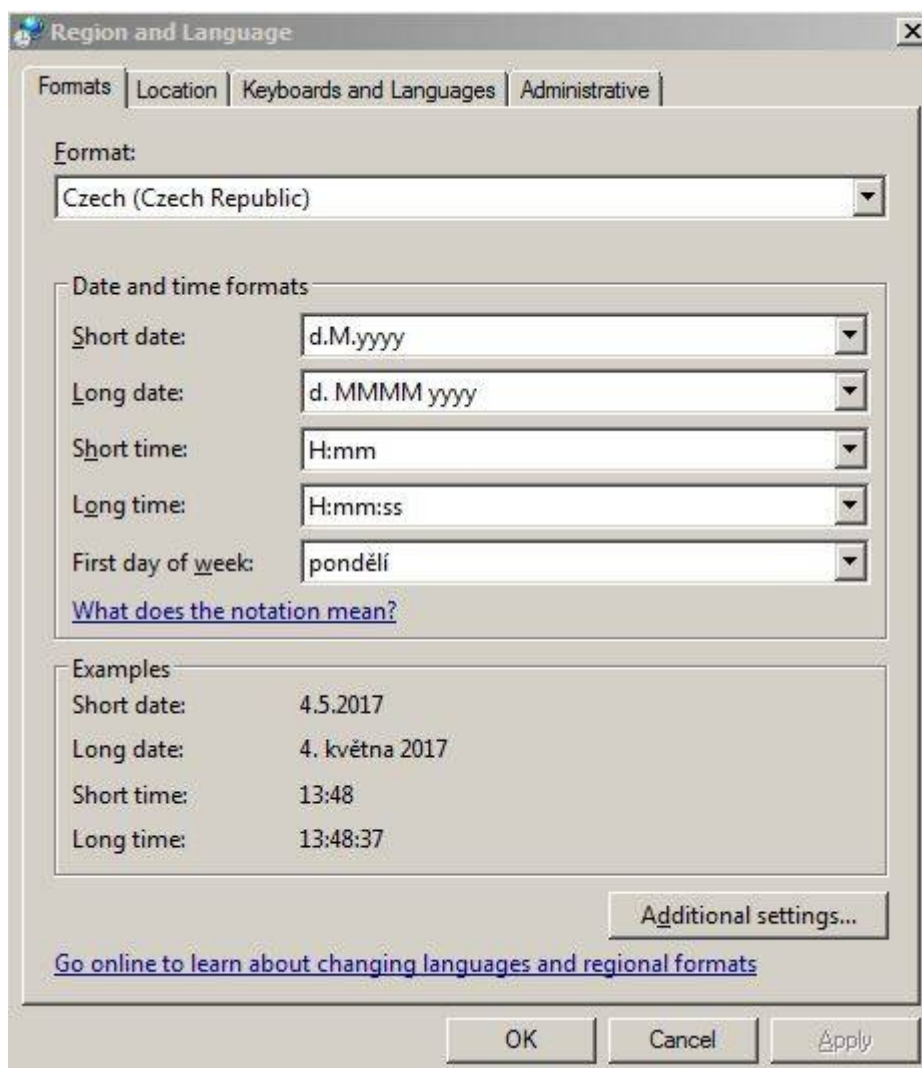 Region and Language
Formats Location Keyboards and Languages Administrative
Format:
Czech (Czech Republic)
Date and time formats
Short date: d.M.yyyy
Long date: d. MMMM yyyy
Short time: H:mm
Long time: H:mm:ss
First day of week: pondělí
What does the notation mean?
Examples
Short date: 4.5.2017
Long date: 4. května 2017
Short time: 13:48
Long time: 13:48:37
Additional settings...
Go online to learn about changing languages and regional formats
OK Cancel Apply